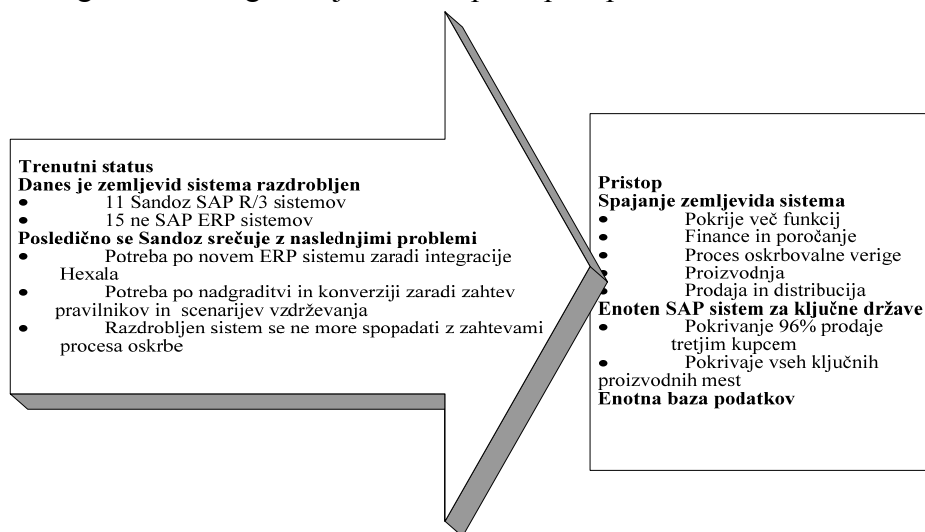 Trenutni status
Danes je zemljevid sistema razdrobljen
• 11 Sandoz SAP R/3 sistemov
• 15 ne SAP ERP sistemov
Posledično se Sandoz srečuje z naslednjimi problemi
• Potreba po novem ERP sistemu zaradi integracije
Hexala
• Potreba po nadgraditvi in konverziji zaradi zahtev
pravilnikov in scenarijev vzdrževanja
• Razdrobljen sistem se ne more spopadati z zahtevami
procesa oskrbe
Pristop
Spajanje zemljevida sistema
• Pokrije več funkcij
• Finance in poročanje
• Proces oskrbovalne verige
• Proizvodnja
• Prodaja in distribucija
Enoten SAP sistem za ključne države
• Pokrivanje 96% prodaje
tretjim kupcem
• Pokrivaje vseh ključnih
proizvodnih mest
Enotna baza podatkov